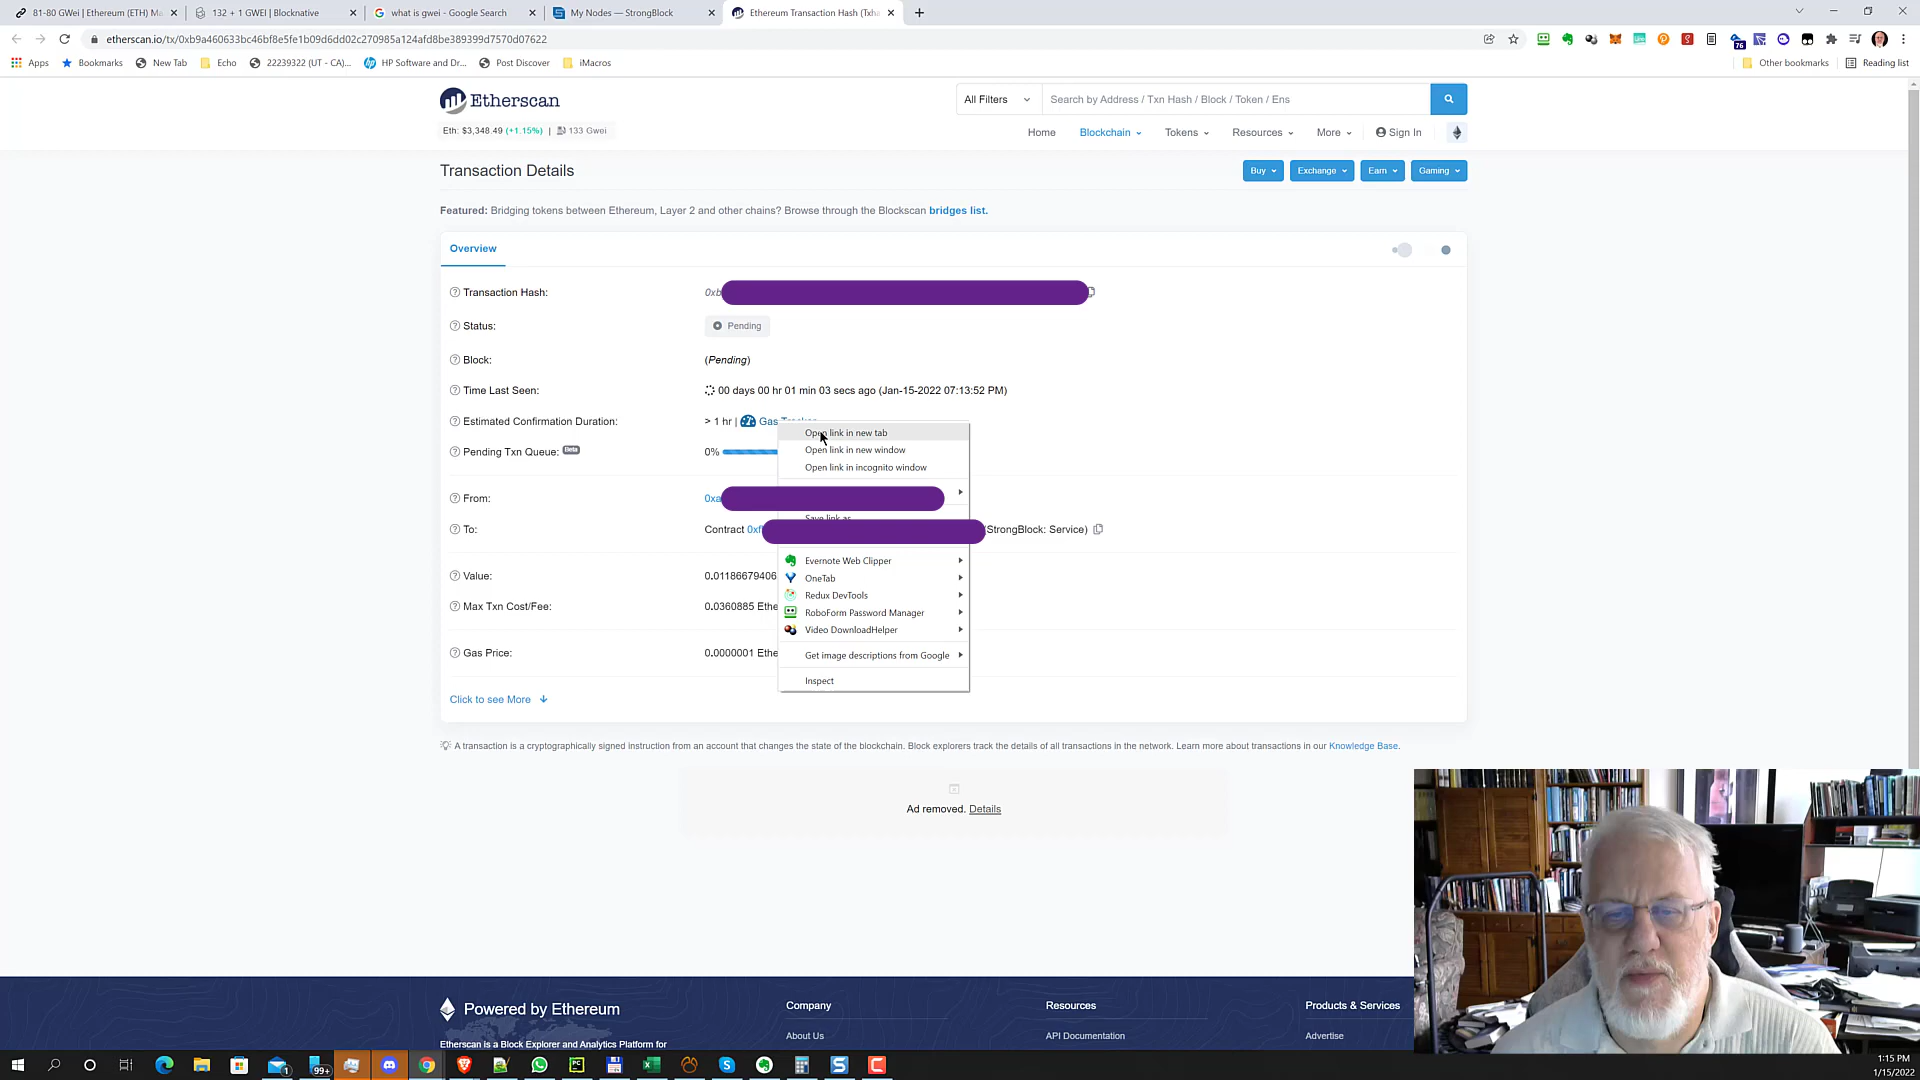 81-80 GWei | Ethereum (ETH) Ma
132 + 1 GWEI | Blocknative
what is gwei - Google Search
My Nodes — StrongBlock
Ethereum Transaction Hash (Txha
etherscan.io/tx/0xb9a460633bc46bf8e5fe1b09d6dd02c270985a124afd8be389399d7570d07622
76
Apps
Bookmarks
New Tab
Echo
22239322 (UT - CA)...
HP Software and Dr...
Post Discover
iMacros
Other bookmarks
Reading list
Etherscan
All Filters
Search by Address / Txn Hash / Block / Token / Ens
Eth: $3,348.49 (+1.15%) | 133 Gwei
Home
Blockchain
Tokens
Resources
More
Sign In
Transaction Details
Buy
Exchange
Earn
Gaming
Featured: Bridging tokens between Ethereum, Layer 2 and other chains? Browse through the Blockscan bridges list.
Overview
Transaction Hash:
0xb
Status:
Pending
Block:
(Pending)
Time Last Seen:
00 days 00 hr 01 min 03 secs ago (Jan-15-2022 07:13:52 PM)
Estimated Confirmation Duration:
> 1 hr | Gas Tracker
Open link in new tab
Open link in new window
Open link in incognito window
Save link as
Evernote Web Clipper
OneTab
Redux DevTools
RoboForm Password Manager
Video DownloadHelper
Get image descriptions from Google
Inspect
Pending Txn Queue: Beta
0%
From:
0xa
To:
Contract 0xf
(StrongBlock: Service)
Value:
0.01186679406
Max Txn Cost/Fee:
0.0360885 Ethe
Gas Price:
0.0000001 Ethe
Click to see More
A transaction is a cryptographically signed instruction from an account that changes the state of the blockchain. Block explorers track the details of all transactions in the network. Learn more about transactions in our Knowledge Base.
Ad removed. Details
Powered by Ethereum
Etherscan is a Block Explorer and Analytics Platform for
Company
About Us
Resources
API Documentation
Products & Services
Advertise
1
99+
1:15 PM
1/15/2022